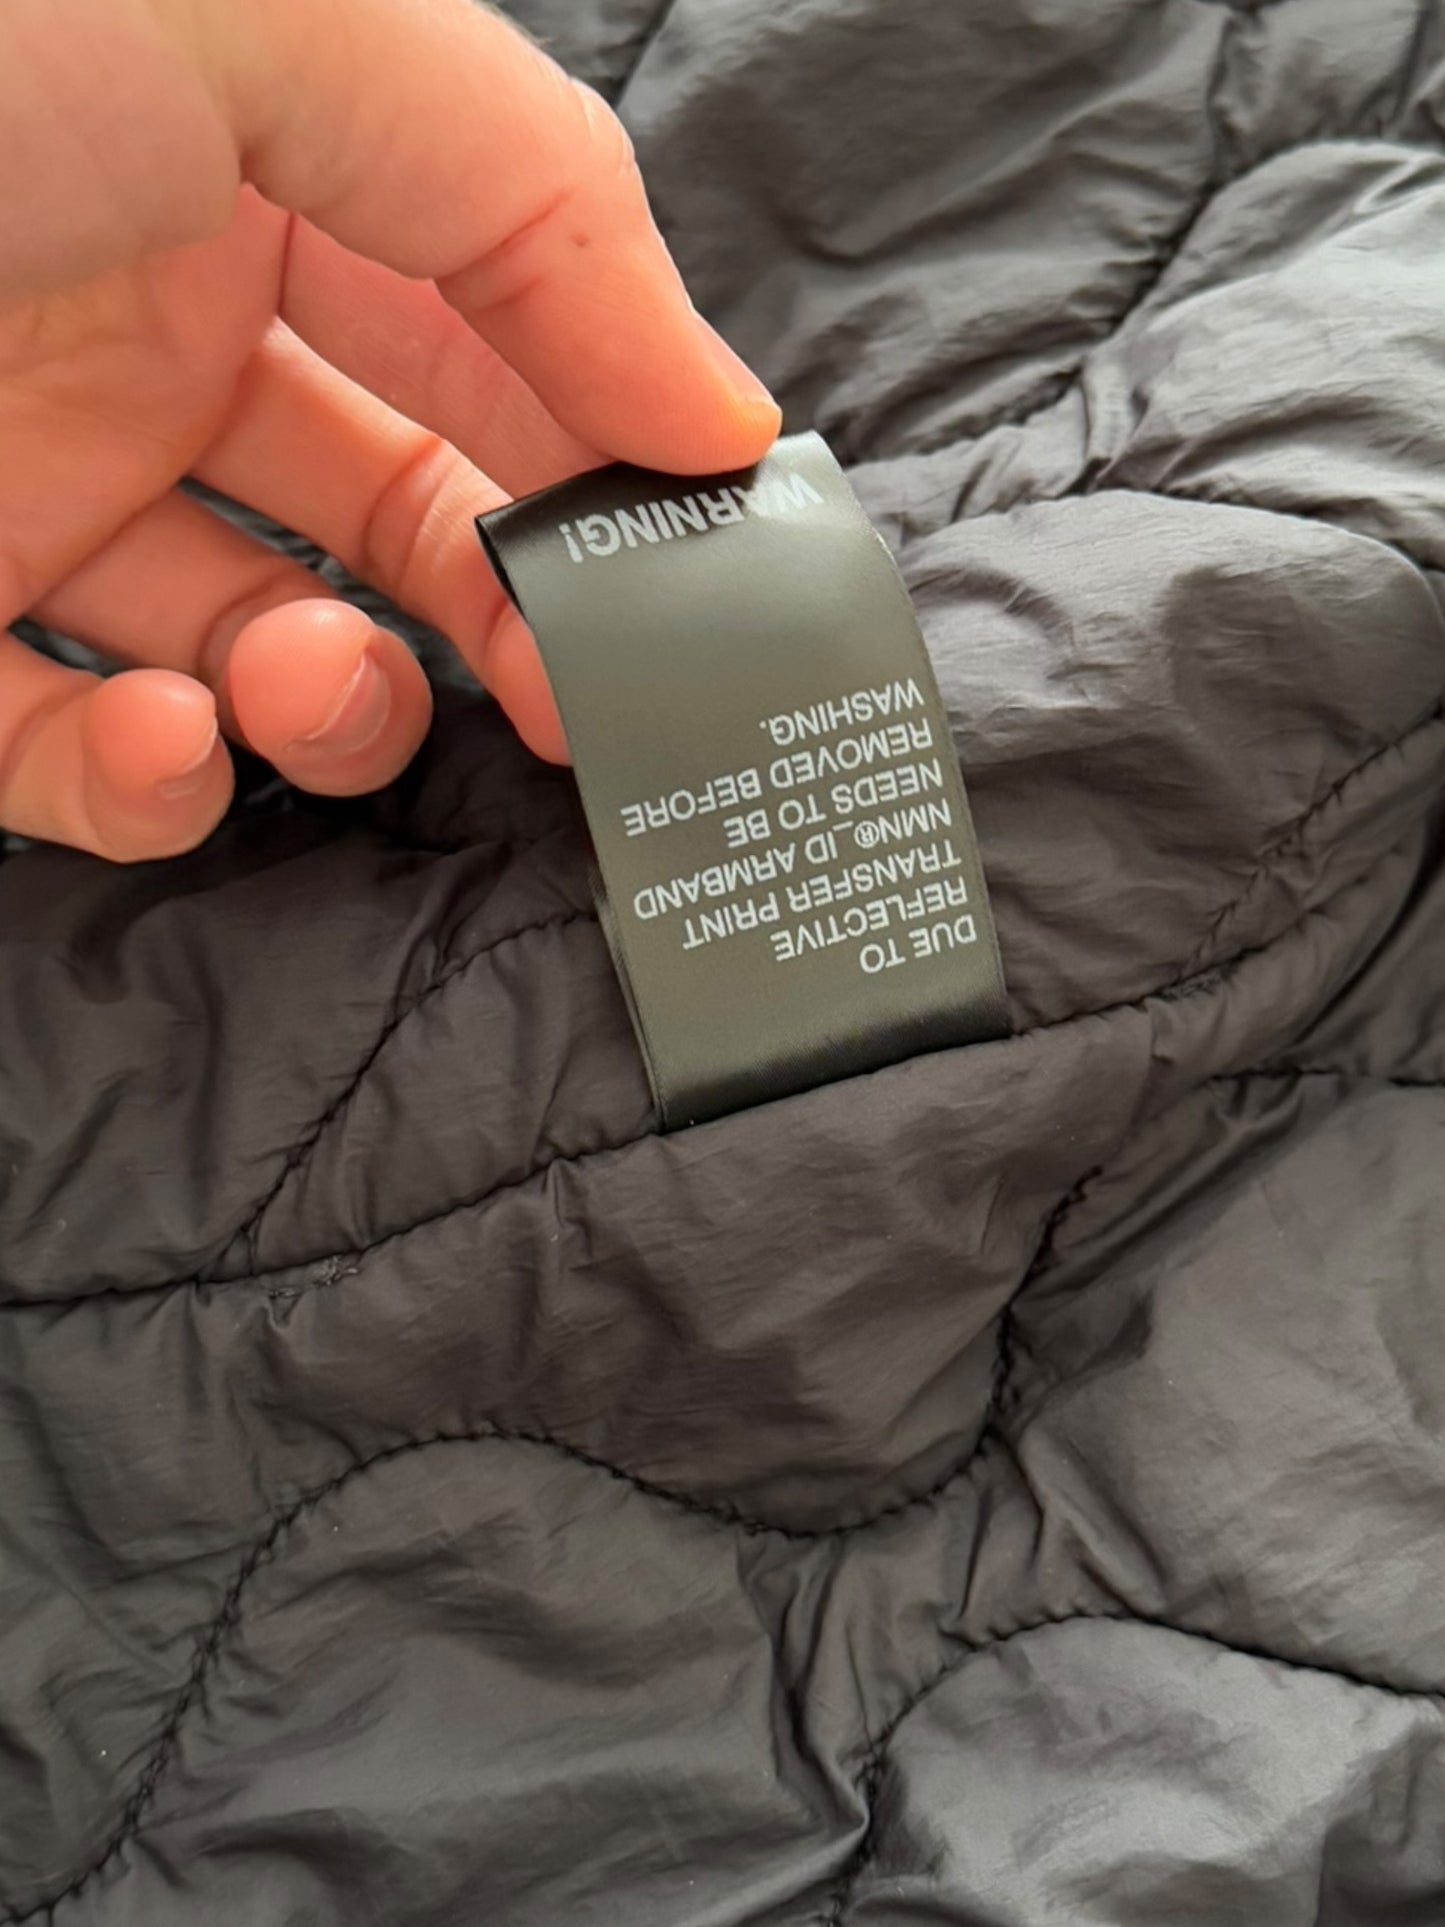 WARNING!
DUE TO
REFLECTIVE
TRANSFER PRINT
NMN®_ID ARMBAND
NEEDS TO BE
REMOVED BEFORE
WASHING.